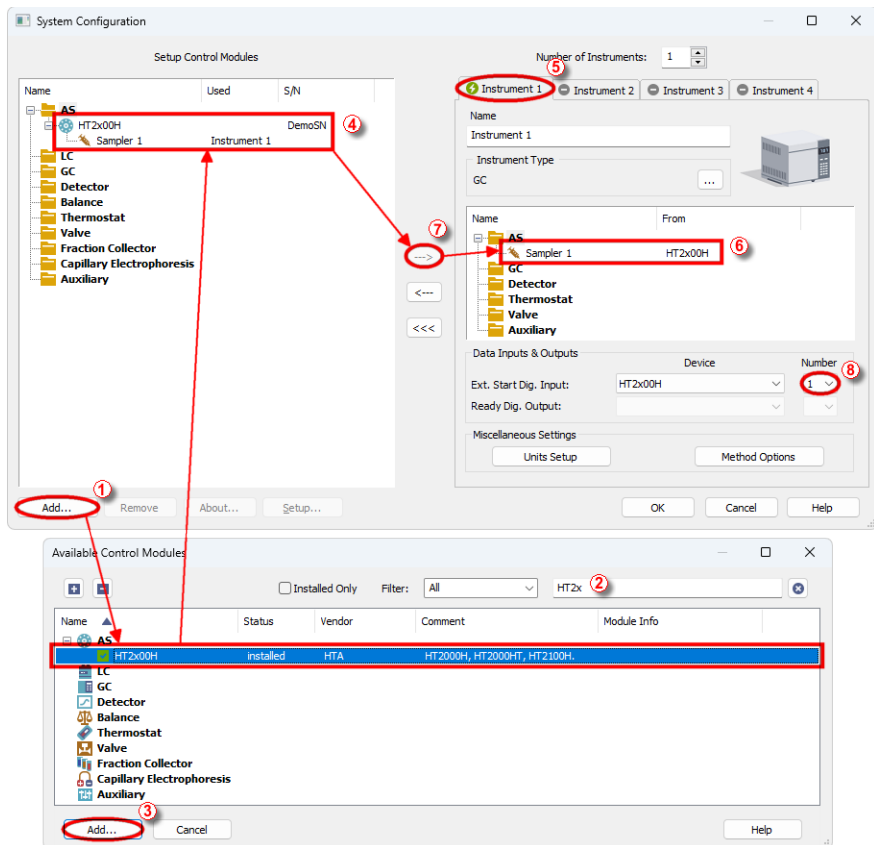 System Configuration
Setup Control Modules
Number of Instruments: 1
⑤
Name Used S/N
AS
HT2x00H DemoSN ④
Sampler 1 Instrument 1
LC
GC
Detector
Balance
Thermostat
Valve
Fraction Collector
Capillary Electrophoresis
Auxiliary
⑦
--->
<---
<<<
Instrument 1 Instrument 2 Instrument 3 Instrument 4
Name
Instrument 1
Instrument Type
GC ...
Name From
AS
Sampler 1 HT2x00H ⑥
GC
Detector
Thermostat
Valve
Auxiliary
Data Inputs & Outputs
Device Number
Ext. Start Dig. Input: HT2x00H 1 ⑧
Ready Dig. Output:
Miscellaneous Settings
Units Setup Method Options
①
Add... Remove About... Setup...
OK Cancel Help
Available Control Modules
Installed Only Filter: All HT2x ②
Name Status Vendor Comment Module Info
AS
HT2x00H installed HTA HT2000H, HT2000HT, HT2100H.
LC
GC
Detector
Balance
Thermostat
Valve
Fraction Collector
Capillary Electrophoresis
Auxiliary
③
Add... Cancel Help